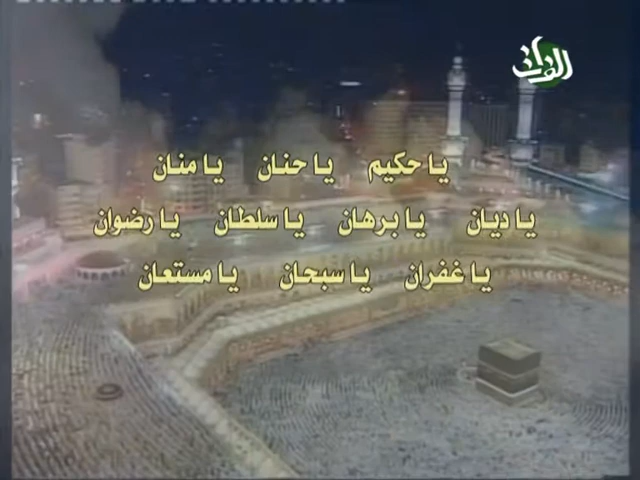 القرآن
يا حكيم يا حنان يا منان
يا ديان يا برهان يا سلطان يا رضوان
يا غفران يا سبحان يا مستعان